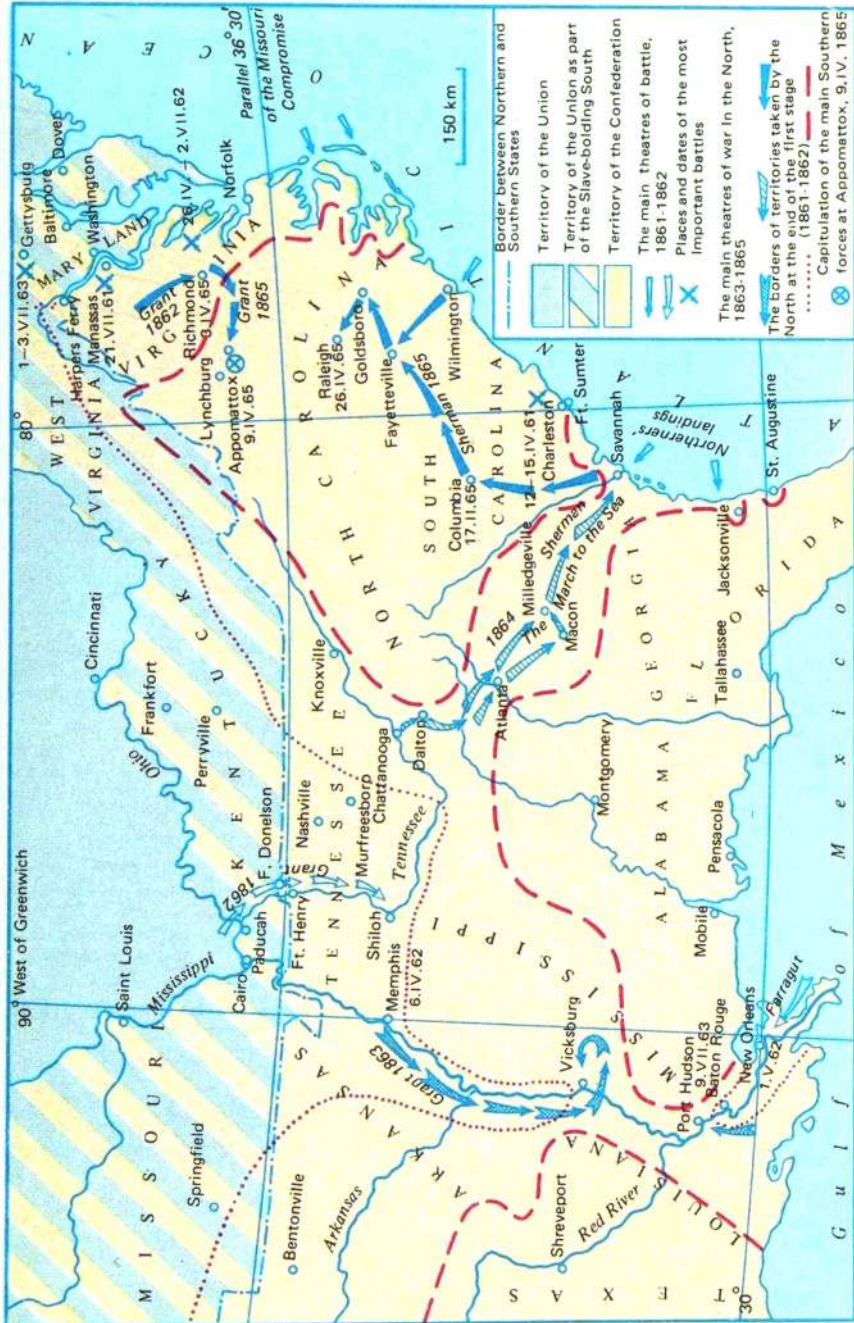 90° West of Greenwich
80°
1–3.VII.63
Gettysburg
Saint Louis
Cincinnati
Baltimore
Dover
Harpers Ferry
Washington
MARYLAND
Manassas
21.VII.61
WEST
VIRGINIA
26.IV. – 2.VII.62
Parallel 36°30'
of the Missouri
Compromise
MISSOURI
Mississippi
Ohio
Frankfort
Perryville
KENTUCKY
Springfield
Cairo
Paducah
1862
Ft. Henry
F. Donelson
Grant
VIRGINIA
Grant
1862
Richmond
3.IV.65
Grant
1865
Lynchburg
Appomattox
9.IV.65
Norfolk
Bentonville
Nashville
Murfreesboro
TENNESSEE
Knoxville
Chattanooga
Tennessee
Shiloh
Memphis
6.IV.62
Grant 1863
Arkansas
ARKANSAS
Dalton
NORTH CAROLINA
Raleigh
26.IV.65
Goldsboro
Fayetteville
Wilmington
Sherman 1865
SOUTH
CAROLINA
Columbia
17.II.65
12–15.IV.61
Charleston
Ft. Sumter
Atlanta
1864
Milledgeville
Sherman
The March to the Sea
Macon
Savannah
Northerners'
landings
GEORGIA
ALABAMA
MISSISSIPPI
Vicksburg
Shreveport
Red River
LOUISIANA
TEXAS
Montgomery
Port Hudson
9.VII.63
Baton Rouge
New Orleans
1.V.62
Farragut
Mobile
Pensacola
Tallahassee
Jacksonville
St. Augustine
FLORIDA
30°
Gulf of Mexico
ATLANTIC
OCEAN
150 km
Border between Northern and
Southern States
Territory of the Union
Territory of the Union as part
of the Slave-bolding South
Territory of the Confederation
The main theatres of battle,
1861-1862
Places and dates of the most
Important battles
The main theatres of war In the North,
1863-1865
The borders of territories taken by the
North at the end of the first stage
(1861-1862)
Capitulation of the main Southern
forces at Appomattox, 9.IV. 1865